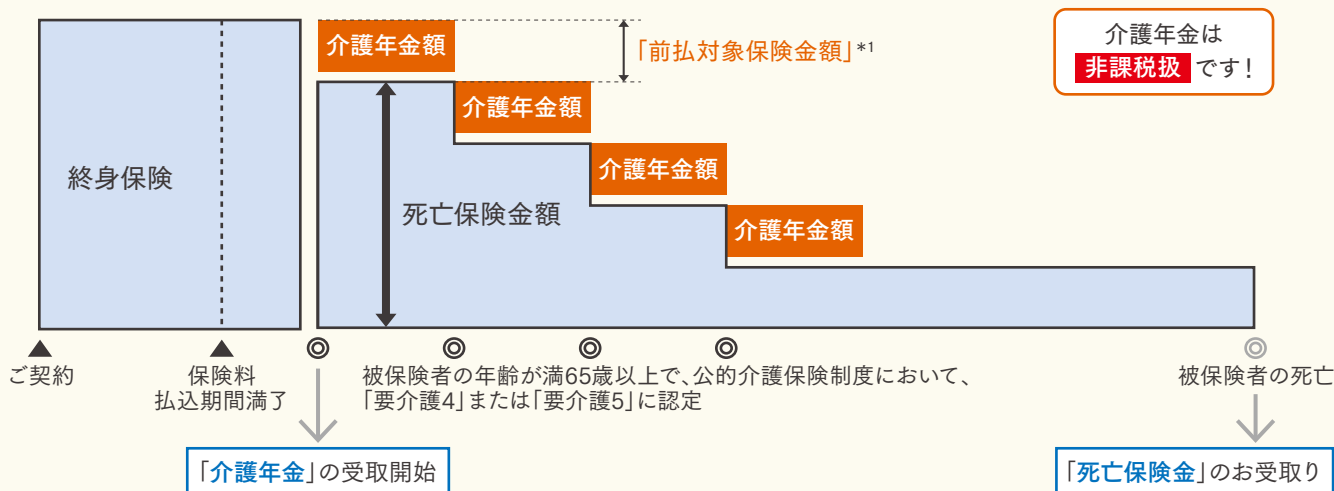 介護年金額
「前払対象保険金額」*1
介護年金は
非課税扱です!
介護年金額
介護年金額
終身保険
死亡保険金額
介護年金額
ご契約
保険料
払込期間満了
被保険者の年齢が満65歳以上で、公的介護保険制度において、
「要介護4」または「要介護5」に認定
被保険者の死亡
「介護年金」の受取開始
「死亡保険金」のお受取り